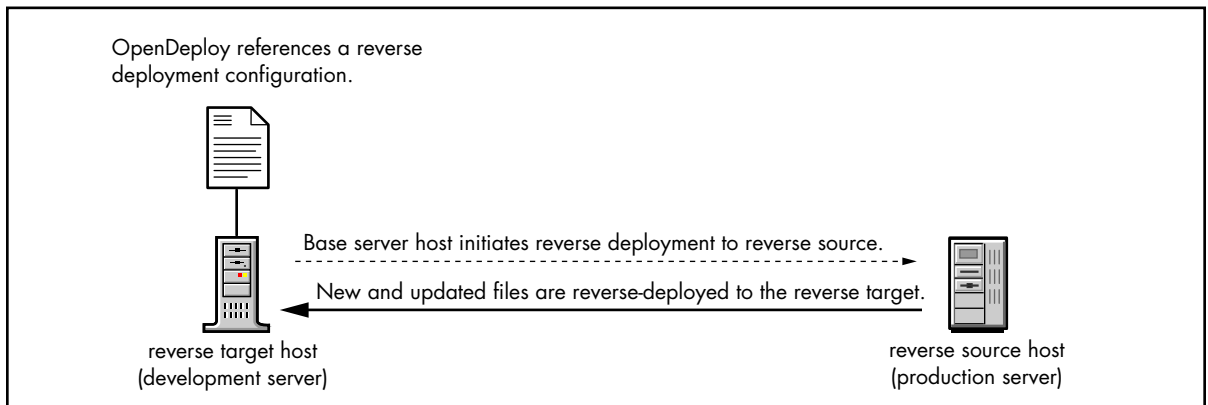 OpenDeploy references a reverse
deployment configuration.
Base server host initiates reverse deployment to reverse source.
New and updated files are reverse-deployed to the reverse target.
reverse target host
(development server)
reverse source host
(production server)